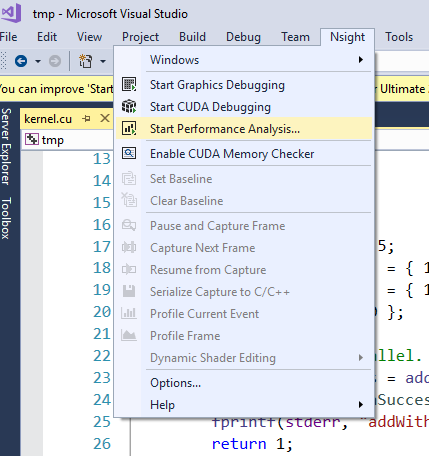 tmp - Microsoft Visual Studio
File Edit View Project Build Debug Team Nsight Tools
You can improve 'Start Ultimate
Server Explorer
Toolbox
kernel.cu
tmp
Windows
Start Graphics Debugging
Start CUDA Debugging
Start Performance Analysis...
Enable CUDA Memory Checker
Set Baseline
Clear Baseline
Pause and Capture Frame
Capture Next Frame
Resume from Capture
Serialize Capture to C/C++
Profile Current Event
Profile Frame
Dynamic Shader Editing
Options...
Help
13
14
15
16
17 5;
18 = { 1
19 = { 1
20 };
21
22 allel.
23 s = add
24 aSucces
25 fprintf(stderr, "addWith
26 return 1;